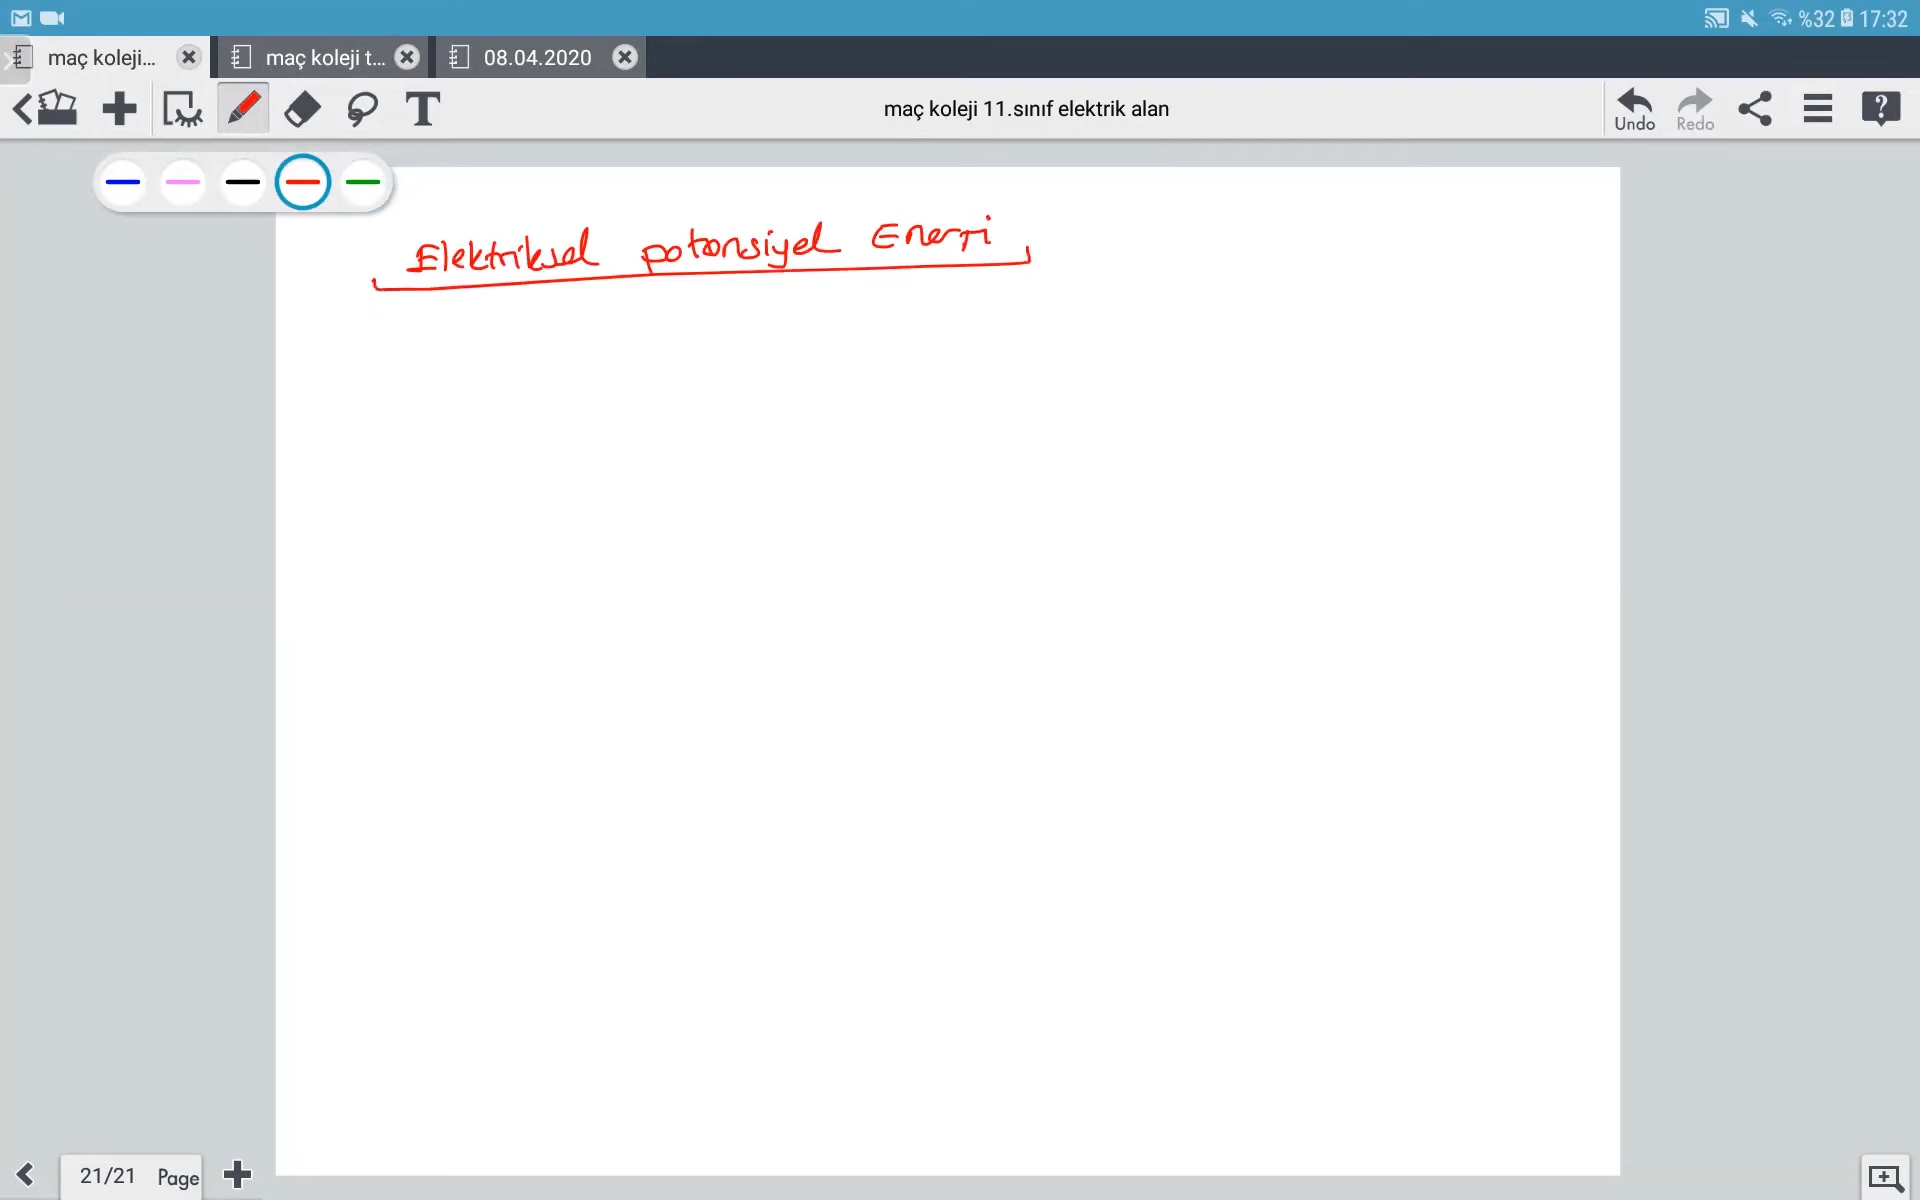 %32 17:32
maç koleji...
maç koleji t...
08.04.2020
T
maç koleji 11.sınıf elektrik alan
Undo
Redo
Elektriksel potansiyel Enerji
21/21 Page